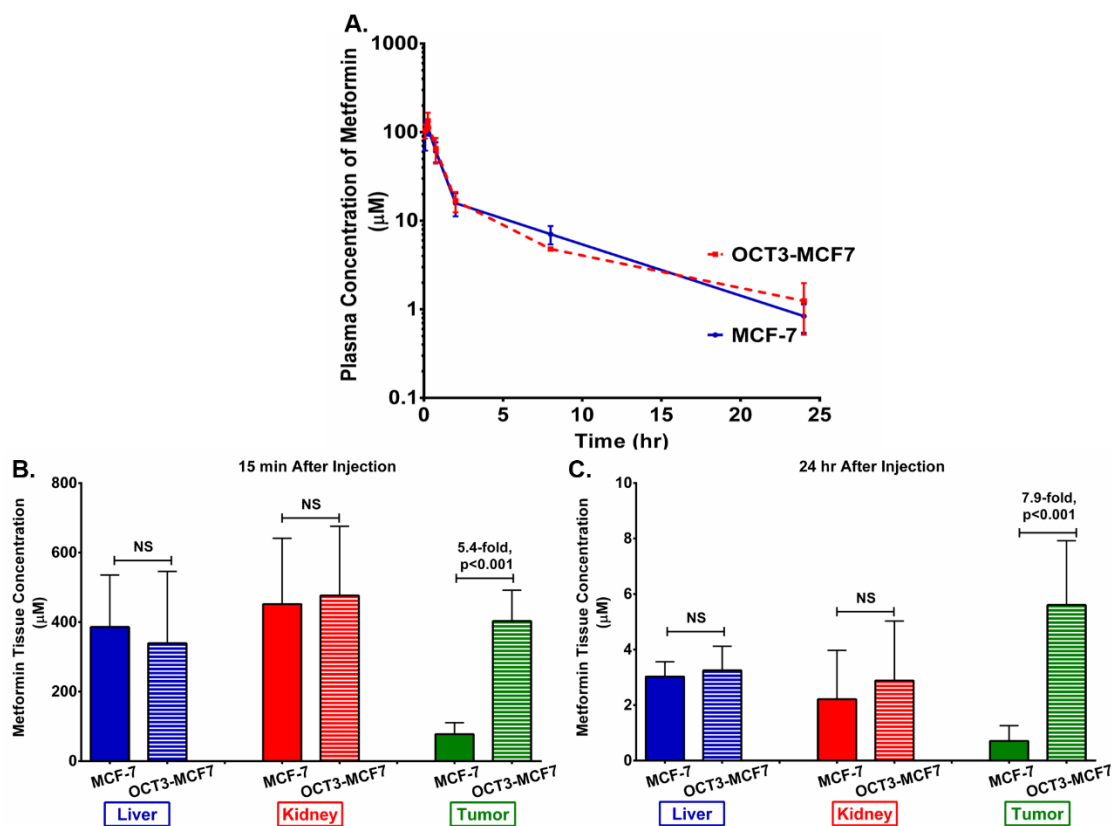 A.
Plasma Concentration of Metformin
(μM)
1000
100
10
1
0.1
0
5
10
15
20
25
Time (hr)
OCT3-MCF7
MCF-7
B.
15 min After Injection
Metformin Tissue Concentration
(μM)
800
600
400
200
0
NS
NS
5.4-fold,
p<0.001
MCF-7
OCT3-MCF7
MCF-7
OCT3-MCF7
MCF-7
OCT3-MCF7
Liver
Kidney
Tumor
C.
24 hr After Injection
Metformin Tissue Concentration
(μM)
10
8
6
4
2
0
NS
NS
7.9-fold,
p<0.001
MCF-7
OCT3-MCF7
MCF-7
OCT3-MCF7
MCF-7
OCT3-MCF7
Liver
Kidney
Tumor